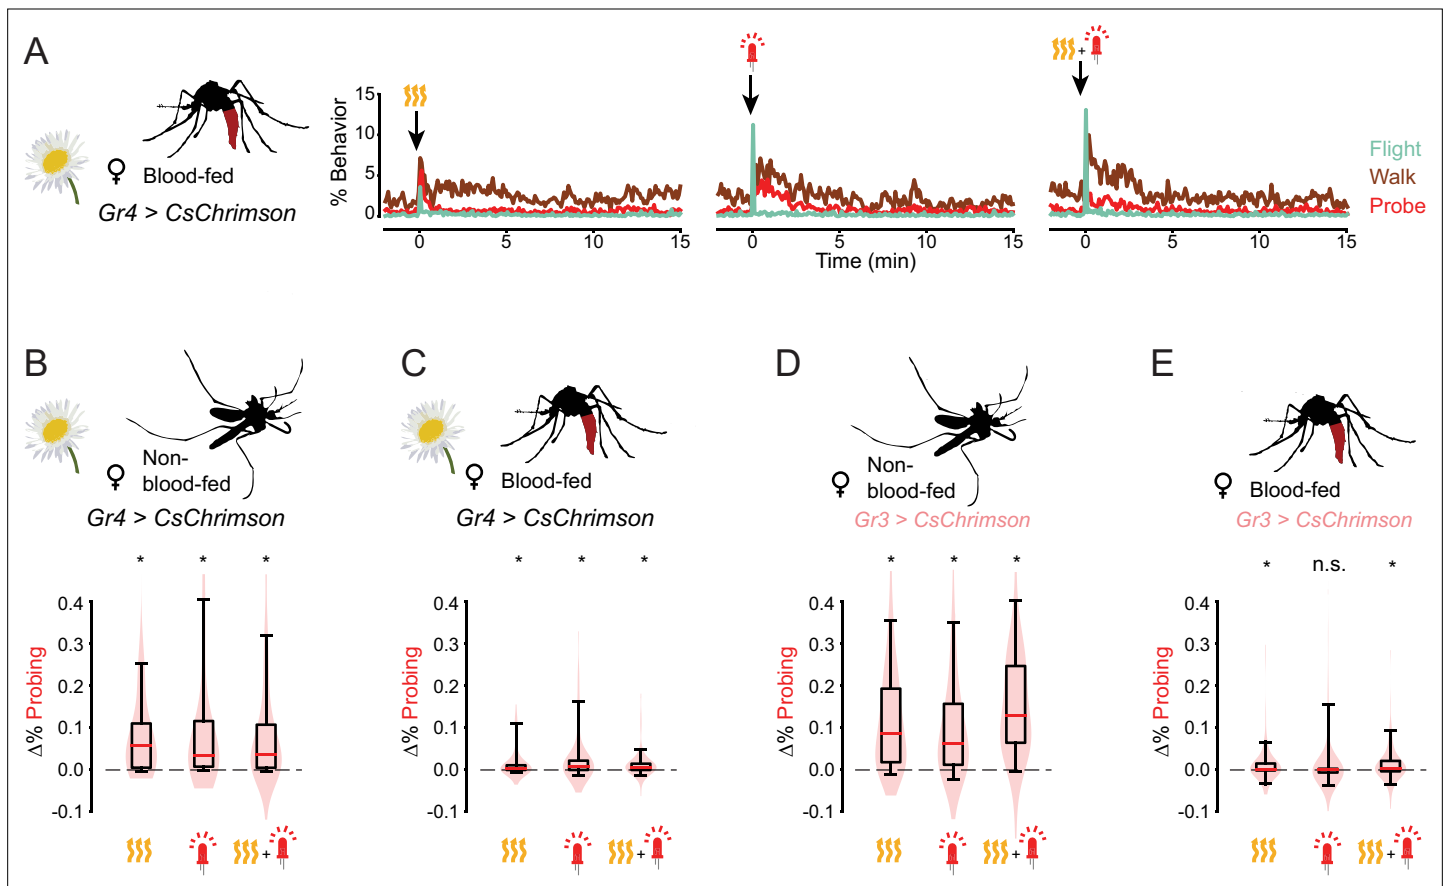 A
♀ Blood-fed
Gr4 > CsChrimson
% Behavior
15
10
5
0
0 5 10 15
+
0 5 10 15
0 5 10 15
Time (min)
Flight
Walk
Probe
B
♀ Non-
blood-fed
Gr4 > CsChrimson
* * *
Δ% Probing
0.4
0.3
0.2
0.1
0.0
-0.1
+
C
♀ Blood-fed
Gr4 > CsChrimson
* * *
Δ% Probing
0.4
0.3
0.2
0.1
0.0
-0.1
+
D
♀ Non-
blood-fed
Gr3 > CsChrimson
* * *
Δ% Probing
0.4
0.3
0.2
0.1
0.0
-0.1
+
E
♀ Blood-fed
Gr3 > CsChrimson
* n.s. *
Δ% Probing
0.4
0.3
0.2
0.1
0.0
-0.1
+